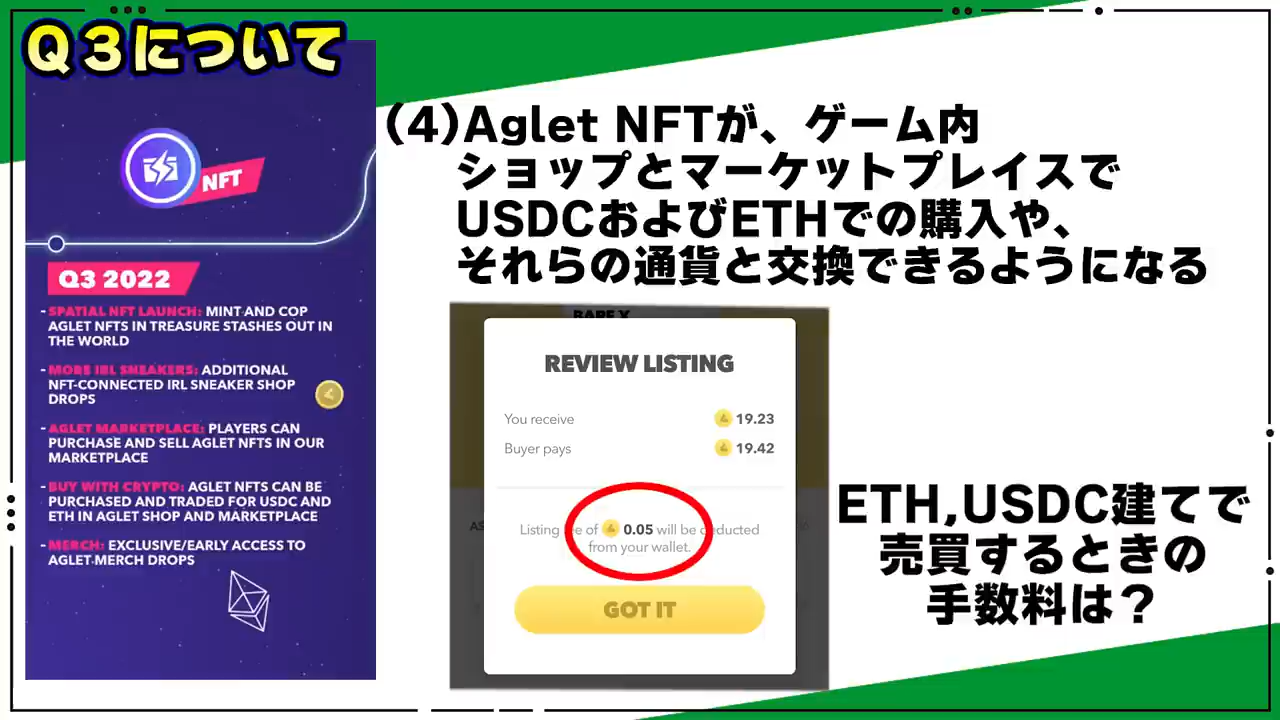 Q3について
NFT
Q3 2022
- SPATIAL NFT LAUNCH: MINT AND COP
AGLET NFTS IN TREASURE STASHES OUT IN
THE WORLD
- MORE IRL SNEAKERS: ADDITIONAL
NFT-CONNECTED IRL SNEAKER SHOP
DROPS
- AGLET MARKETPLACE: PLAYERS CAN
PURCHASE AND SELL AGLET NFTS IN OUR
MARKETPLACE
- BUY WITH CRYPTO: AGLET NFTS CAN BE
PURCHASED AND TRADED FOR USDC AND
ETH IN AGLET SHOP AND MARKETPLACE
- MERCH: EXCLUSIVE/EARLY ACCESS TO
AGLET MERCH DROPS
(4)Aglet NFTが、ゲーム内
ショップとマーケットプレイスで
USDCおよびETHでの購入や、
それらの通貨と交換できるようになる
REVIEW LISTING
You receive 19.23
Buyer pays 19.42
Listing fee of 0.05 will be deducted
from your wallet.
GOT IT
ETH,USDC建てで
売買するときの
手数料は？